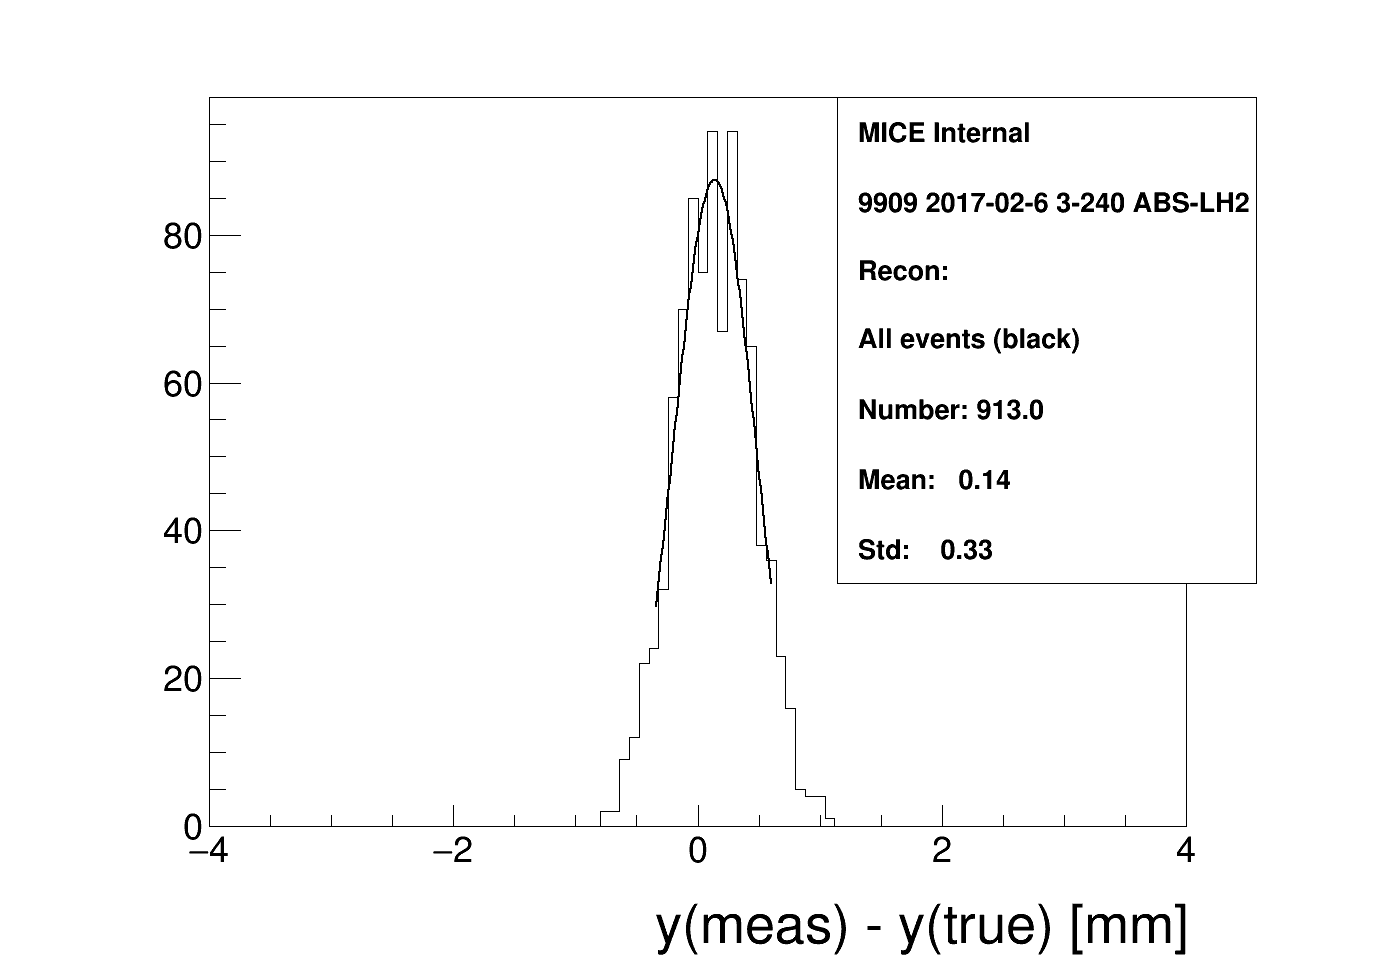 MICE Internal
9909 2017-02-6 3-240 ABS-LH2
Recon:
All events (black)
Number: 913.0
Mean: 0.14
Std: 0.33
80
60
40
20
0
−4 −2 0 2 4
y(meas) - y(true) [mm]